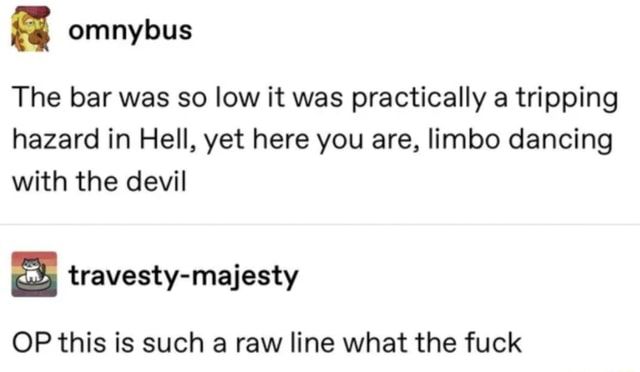 omnybus
The bar was so low it was practically a tripping
hazard in Hell, yet here you are, limbo dancing
with the devil
travesty-majesty
OP this is such a raw line what the fuck